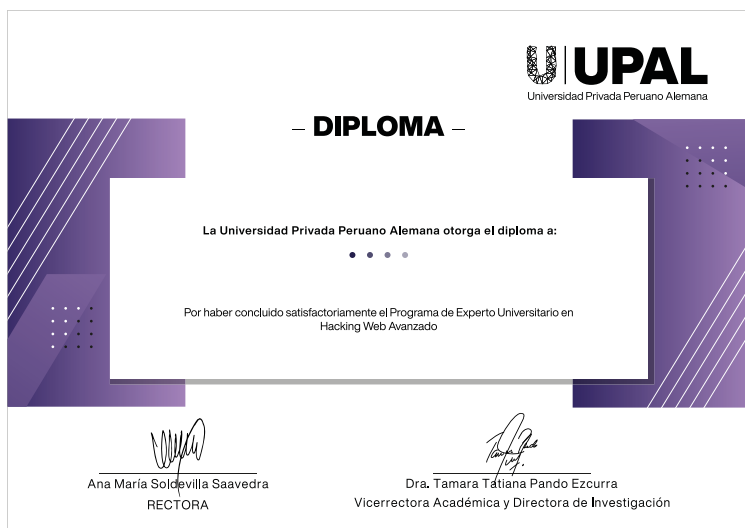 UPAL
Universidad Privada Peruano Alemana
– DIPLOMA –
La Universidad Privada Peruano Alemana otorga el diploma a:
Por haber concluido satisfactoriamente el Programa de Experto Universitario en
Hacking Web Avanzado
Ana María Soldevilla Saavedra
RECTORA
Dra. Tamara Tatiana Pando Ezcurra
Vicerrectora Académica y Directora de Investigación